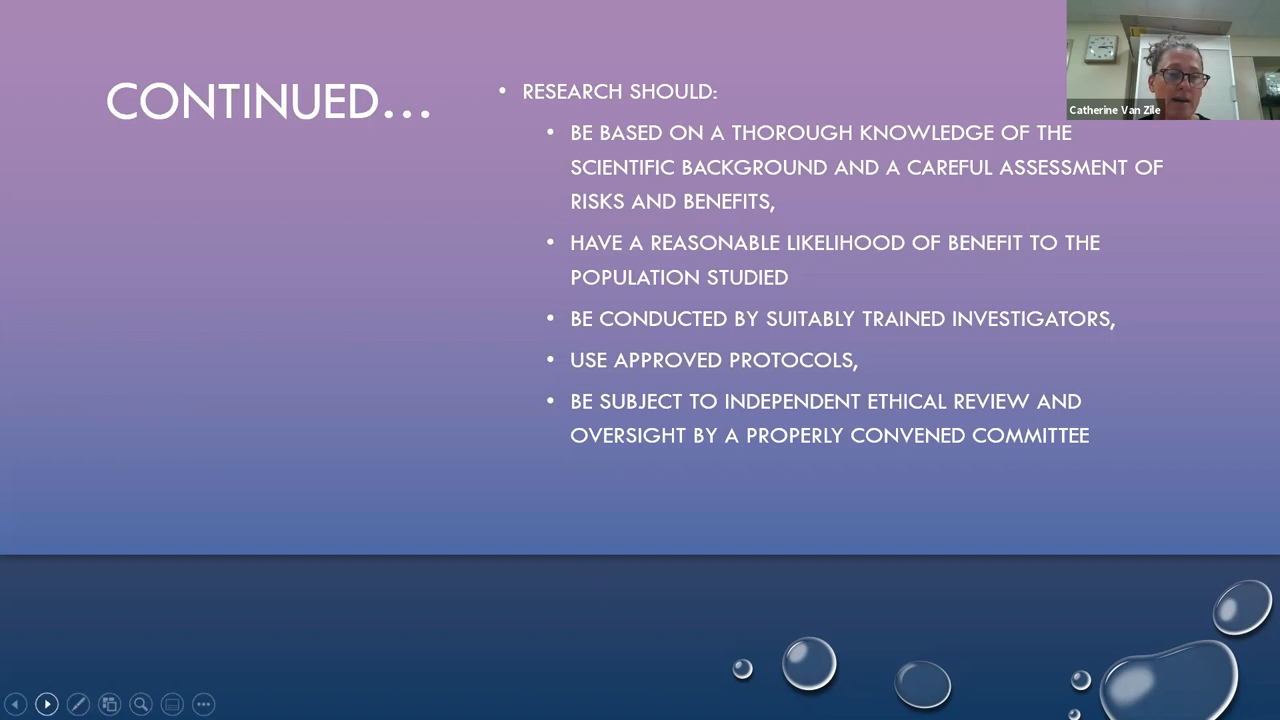 CONTINUED...
• RESEARCH SHOULD:
• BE BASED ON A THOROUGH KNOWLEDGE OF THE
SCIENTIFIC BACKGROUND AND A CAREFUL ASSESSMENT OF
RISKS AND BENEFITS,
• HAVE A REASONABLE LIKELIHOOD OF BENEFIT TO THE
POPULATION STUDIED
• BE CONDUCTED BY SUITABLY TRAINED INVESTIGATORS,
• USE APPROVED PROTOCOLS,
• BE SUBJECT TO INDEPENDENT ETHICAL REVIEW AND
OVERSIGHT BY A PROPERLY CONVENED COMMITTEE
Catherine Van Zile